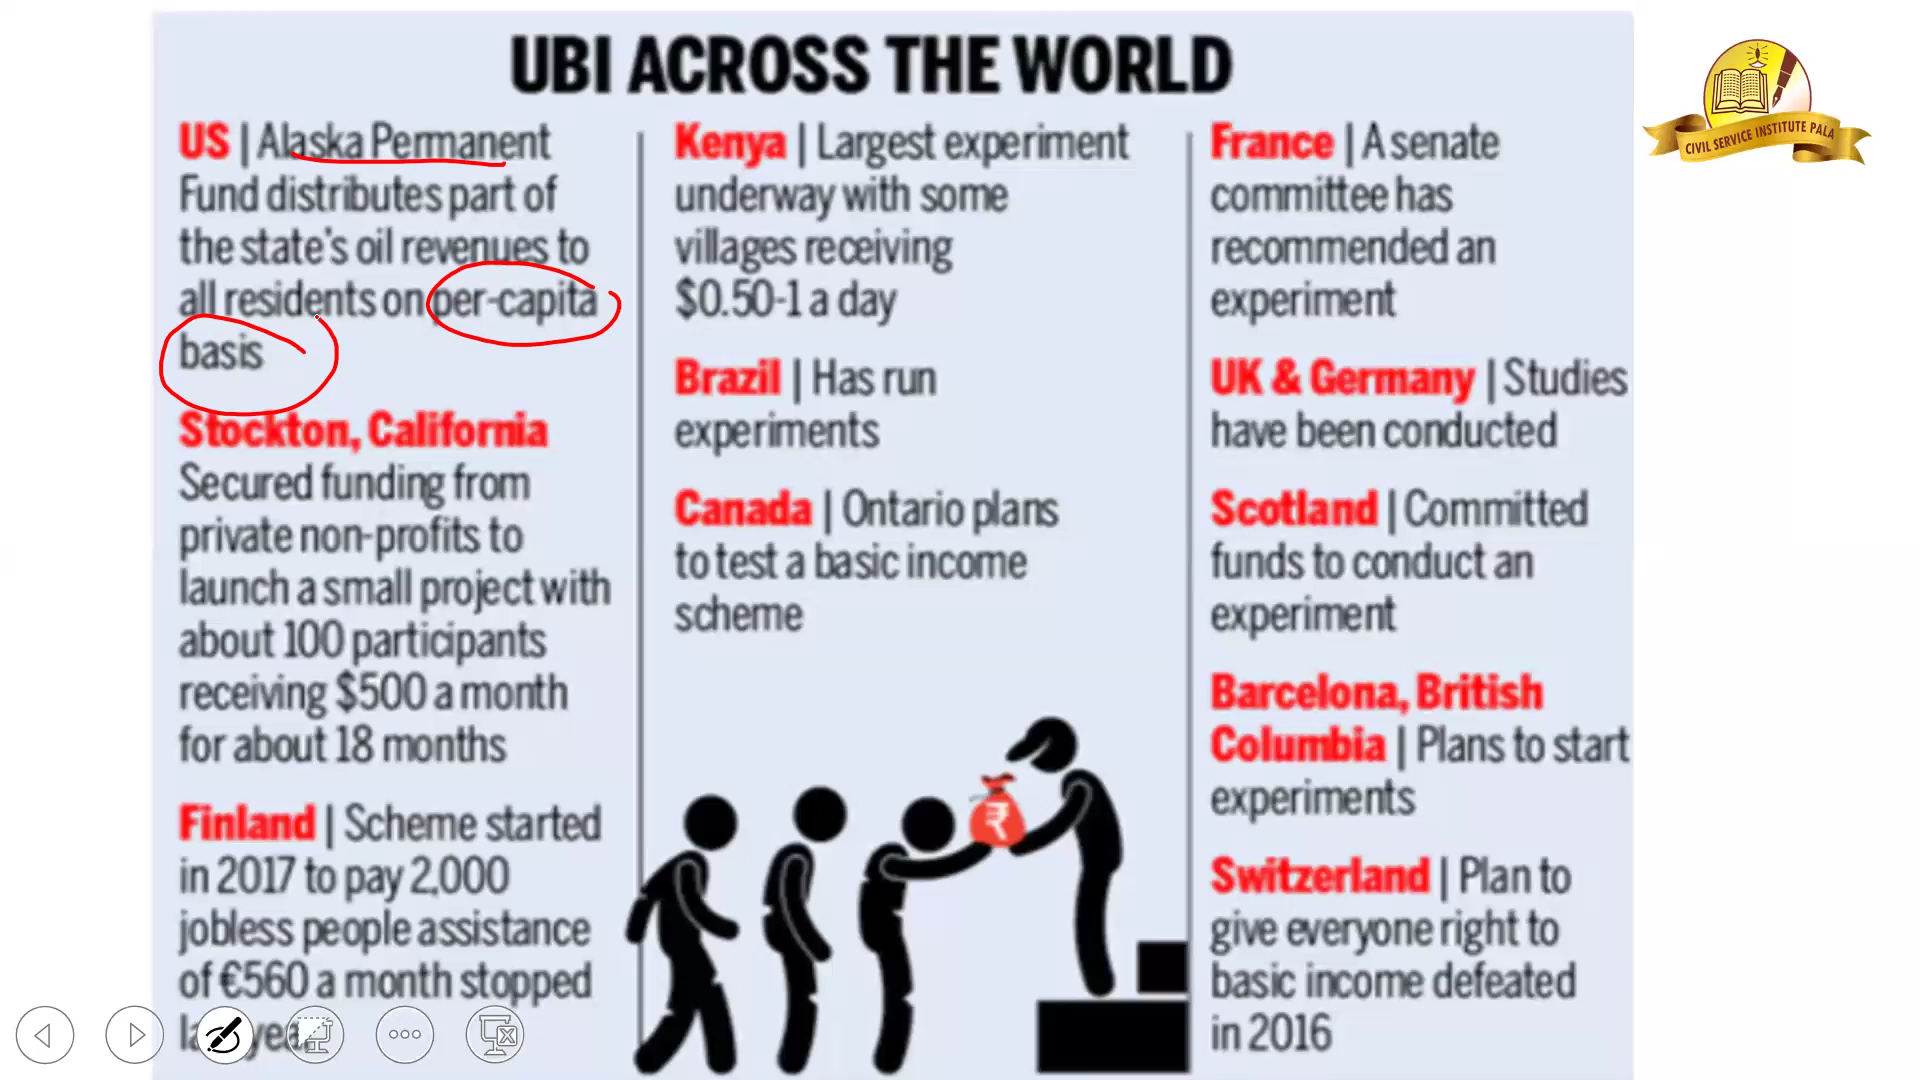 UBI ACROSS THE WORLD
US | Alaska Permanent
Fund distributes part of
the state's oil revenues to
all residents on per-capita
basis
Stockton, California
Secured funding from
private non-profits to
launch a small project with
about 100 participants
receiving $500 a month
for about 18 months
Finland | Scheme started
in 2017 to pay 2,000
jobless people assistance
of €560 a month stopped
Kenya | Largest experiment
underway with some
villages receiving
$0.50-1 a day
Brazil | Has run
experiments
Canada | Ontario plans
to test a basic income
scheme
₹
France | A senate
committee has
recommended an
experiment
UK & Germany | Studies
have been conducted
Scotland | Committed
funds to conduct an
experiment
Barcelona, British
Columbia | Plans to start
experiments
Switzerland | Plan to
give everyone right to
basic income defeated
in 2016
CIVIL SERVICE INSTITUTE PALA